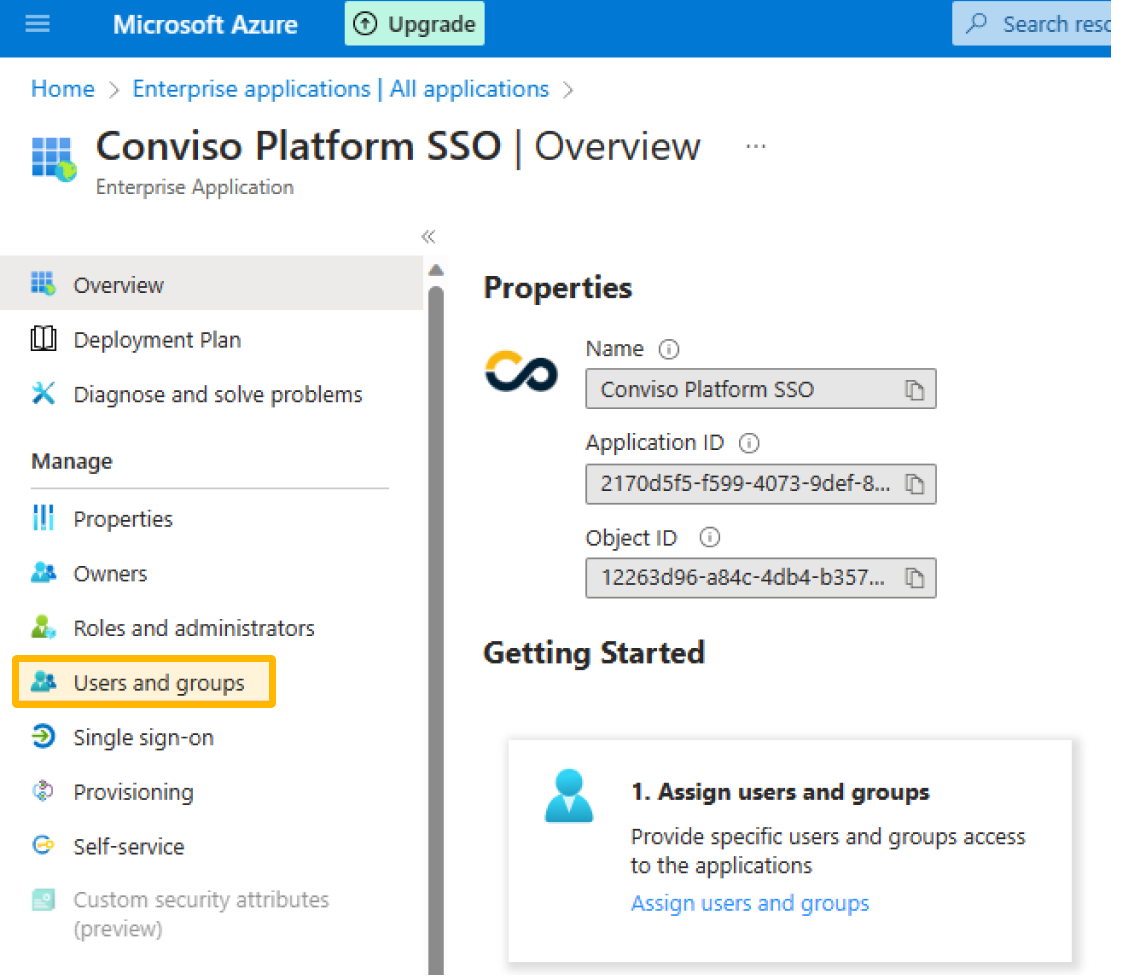 Microsoft Azure
Upgrade
Search reso
Home > Enterprise applications | All applications >
Conviso Platform SSO | Overview ...
Enterprise Application
«
Overview
Deployment Plan
Diagnose and solve problems
Manage
Properties
Owners
Roles and administrators
Users and groups
Single sign-on
Provisioning
Self-service
Custom security attributes
(preview)
Properties
Name
Conviso Platform SSO
Application ID
2170d5f5-f599-4073-9def-8...
Object ID
12263d96-a84c-4db4-b357...
Getting Started
1. Assign users and groups
Provide specific users and groups access
to the applications
Assign users and groups